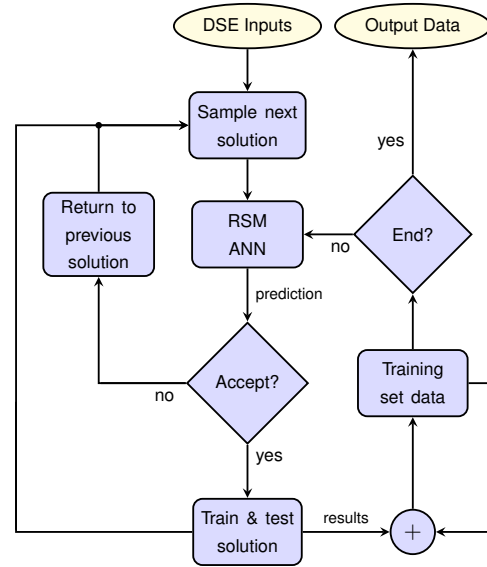 DSE Inputs
Output Data
Sample next
solution
yes
Return to
previous
solution
RSM
ANN
no
End?
prediction
Accept?
no
Training
set data
yes
Train & test
solution
results
+